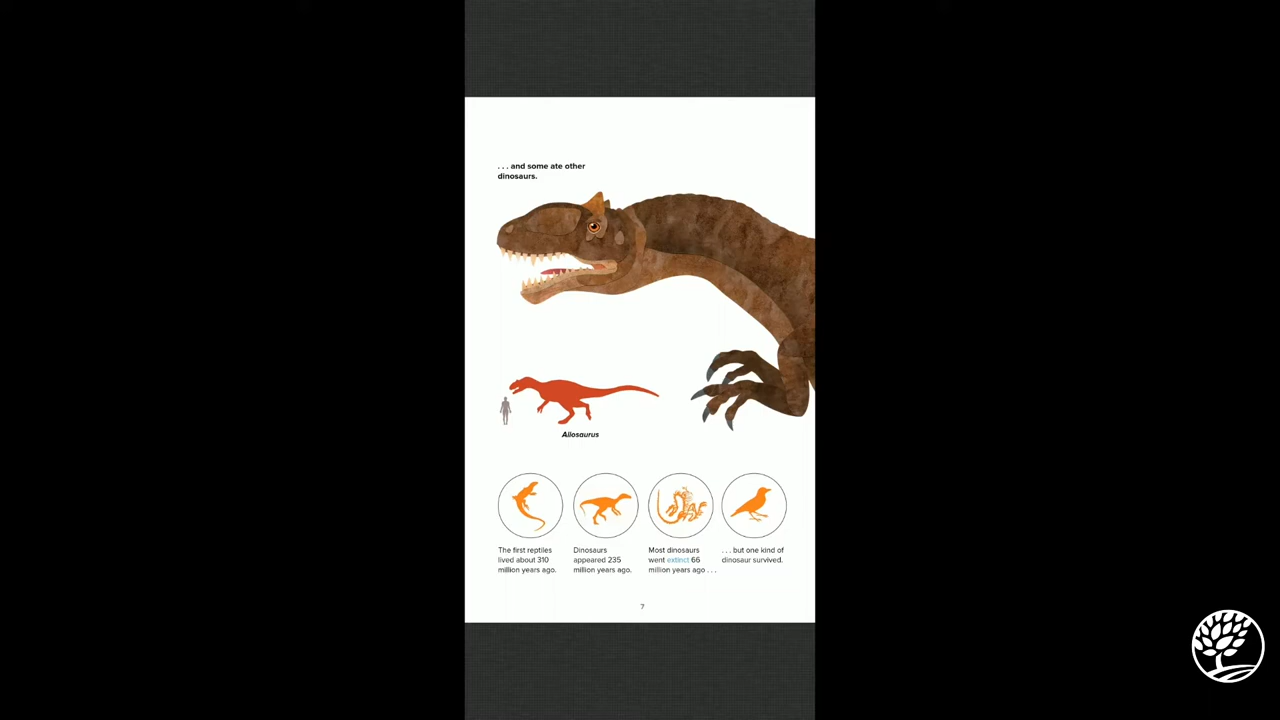 . . . and some ate other
dinosaurs.
Allosaurus
The first reptiles
lived about 310
million years ago.
Dinosaurs
appeared 235
million years ago.
Most dinosaurs
went extinct 66
million years ago . . .
. . . but one kind of
dinosaur survived.
7